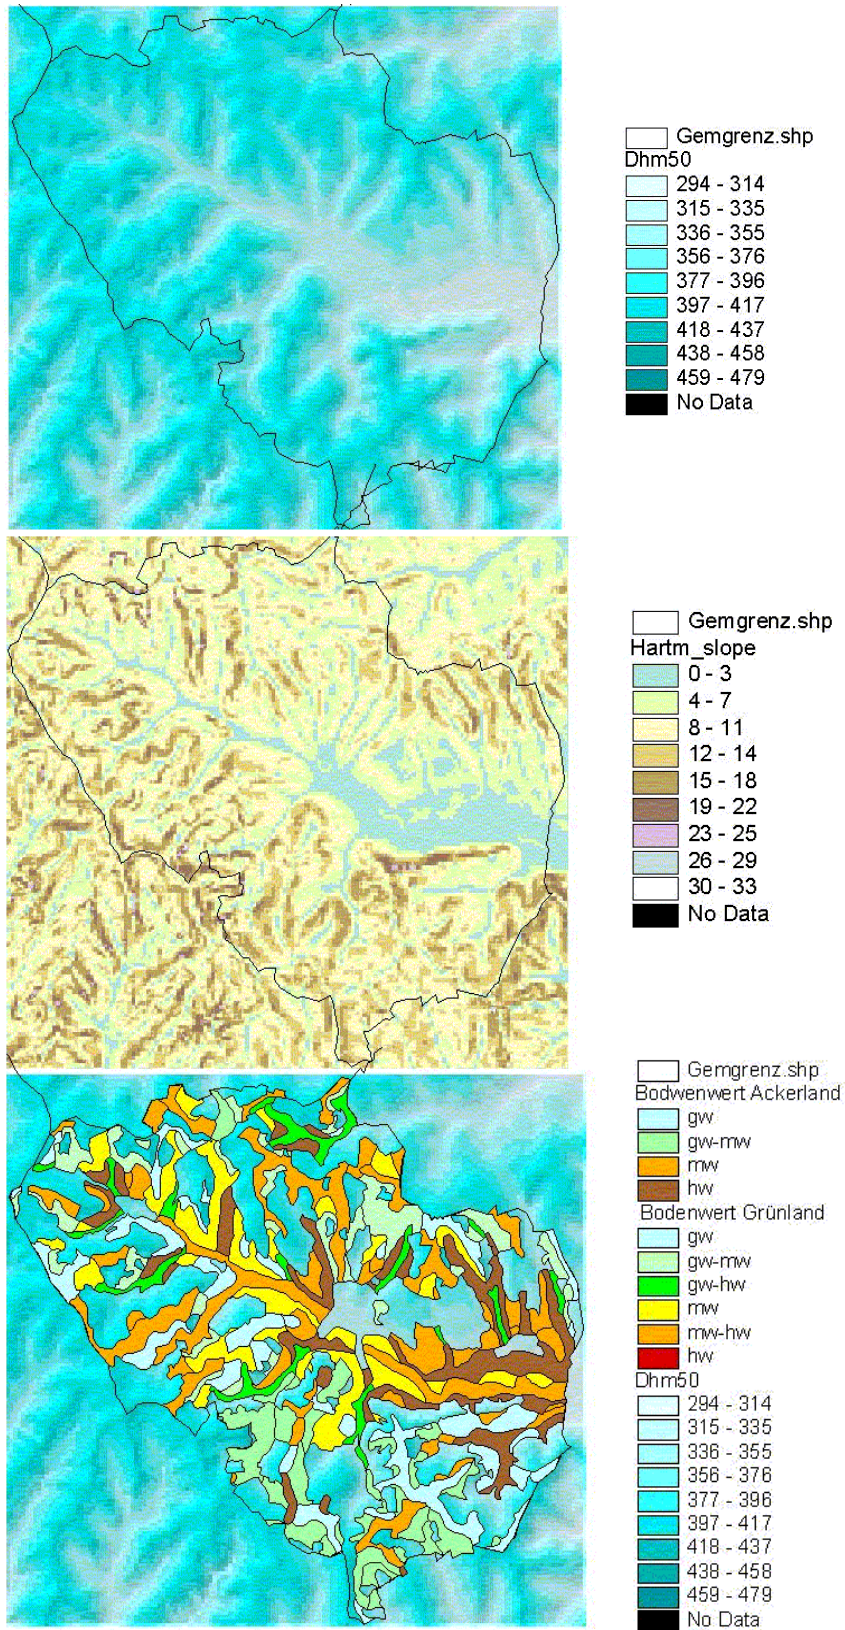 Gemgrenz.shp
Dhm50
294 - 314
315 - 335
336 - 355
356 - 376
377 - 396
397 - 417
418 - 437
438 - 458
459 - 479
No Data
Gemgrenz.shp
Hartm_slope
0 - 3
4 - 7
8 - 11
12 - 14
15 - 18
19 - 22
23 - 25
26 - 29
30 - 33
No Data
Gemgrenz.shp
Bodwenwert Ackerland
gw
gw-mw
mw
hw
Bodenwert Grünland
gw
gw-mw
gw-hw
mw
mw-hw
hw
Dhm50
294 - 314
315 - 335
336 - 355
356 - 376
377 - 396
397 - 417
418 - 437
438 - 458
459 - 479
No Data